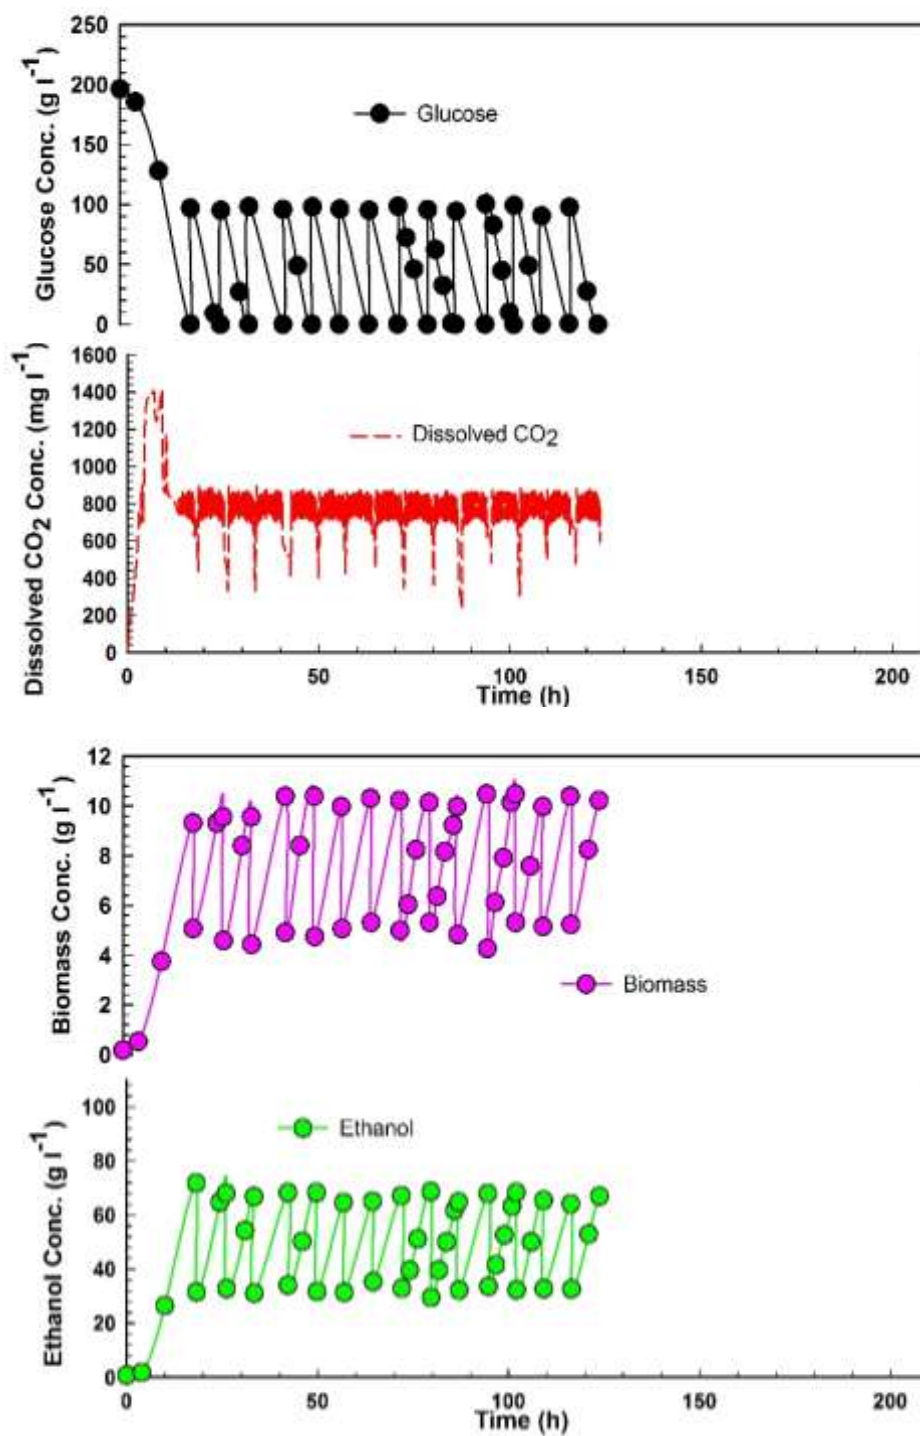 250
200
150
100
50
0
Glucose Conc. (g l⁻¹)
Glucose
1600
1400
1200
1000
800
600
400
200
0
Dissolved CO₂ Conc. (mg l⁻¹)
Dissolved CO₂
0 50 100 150 200
Time (h)
12
10
8
6
4
2
0
Biomass Conc. (g l⁻¹)
Biomass
100
80
60
40
20
0
Ethanol Conc. (g l⁻¹)
Ethanol
0 50 100 150 200
Time (h)